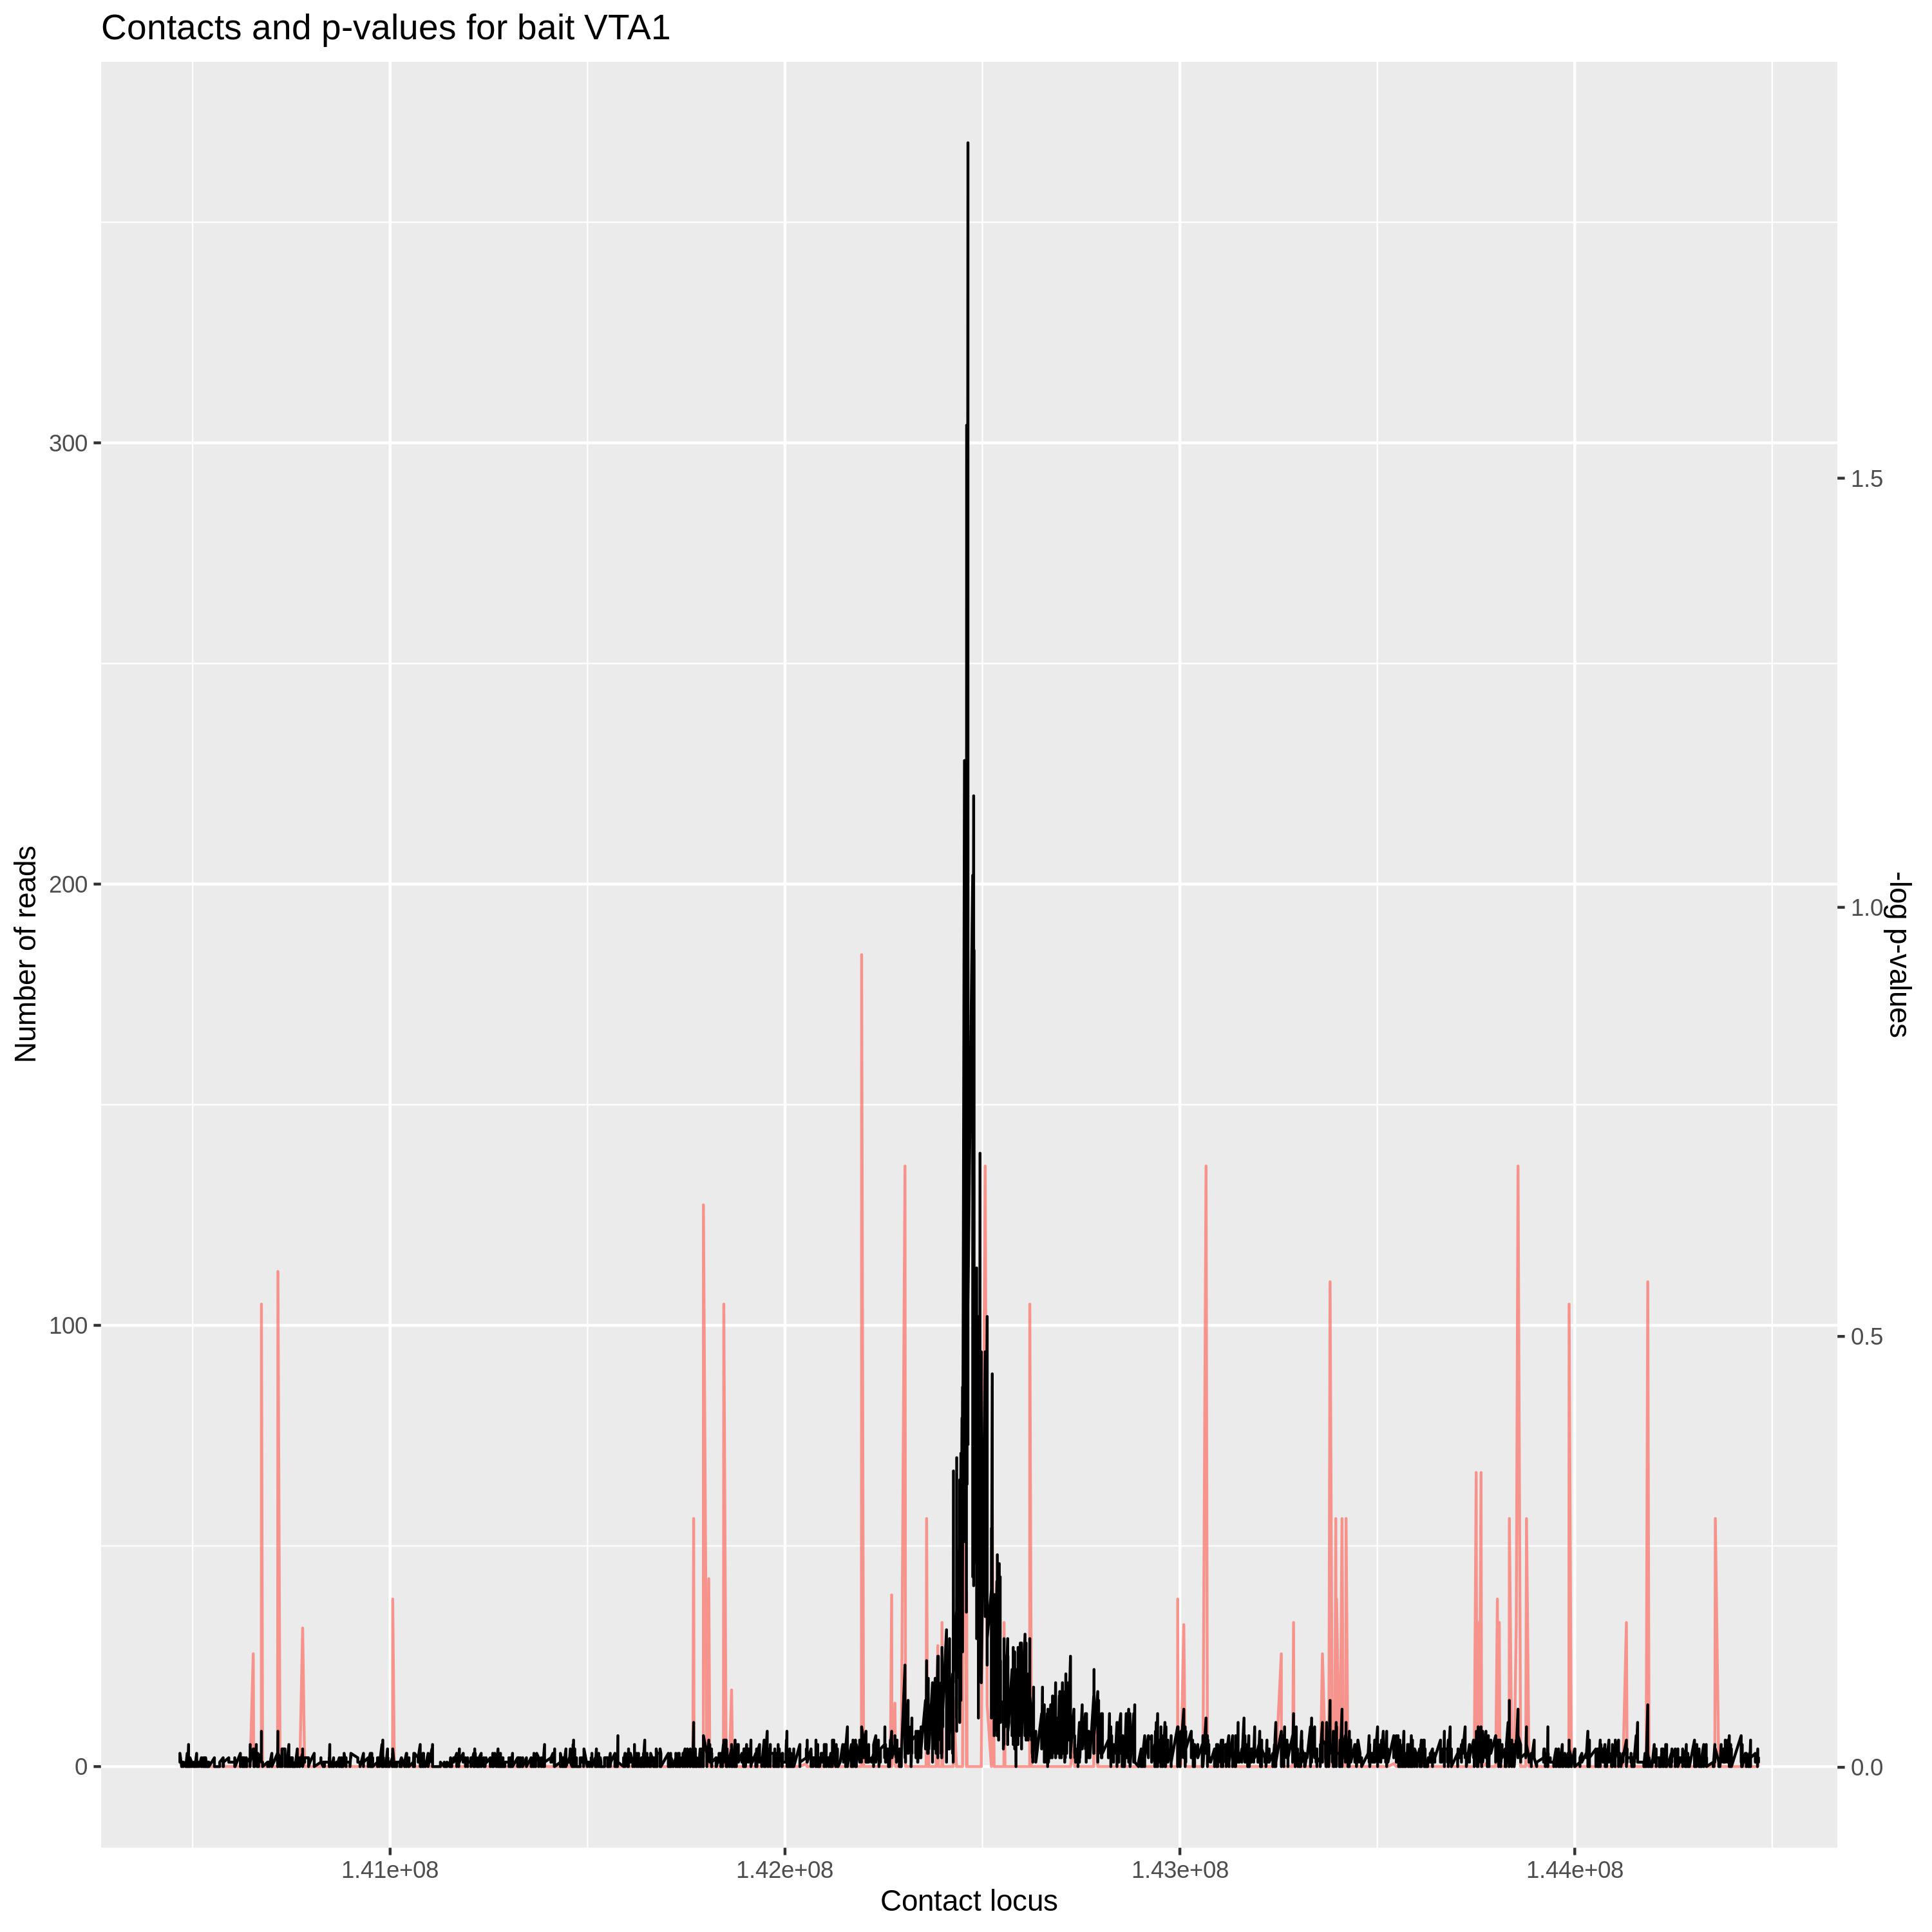 Contacts and p-values for bait VTA1
Number of reads
300
200
100
0
1.5
1.0
0.5
0.0
-log p-values
1.41e+08 1.42e+08 1.43e+08 1.44e+08
Contact locus